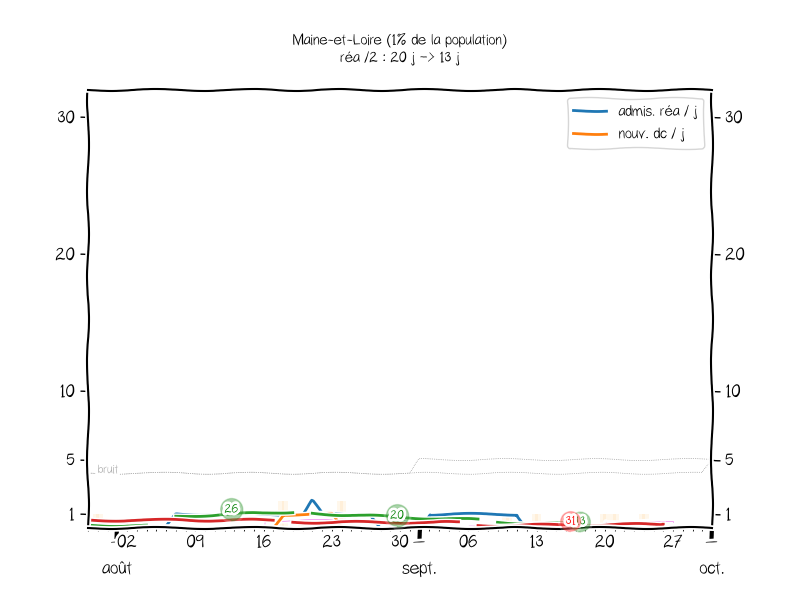 Maine-et-Loire (1% de la population)
réa /2 : 20 j -> 13 j
admis. réa / j
nouv. dc / j
30 30
20 20
10 10
5 5
bruit
1 1
26 20 31
02 09 16 23 30 06 13 20 27
août sept. oct.